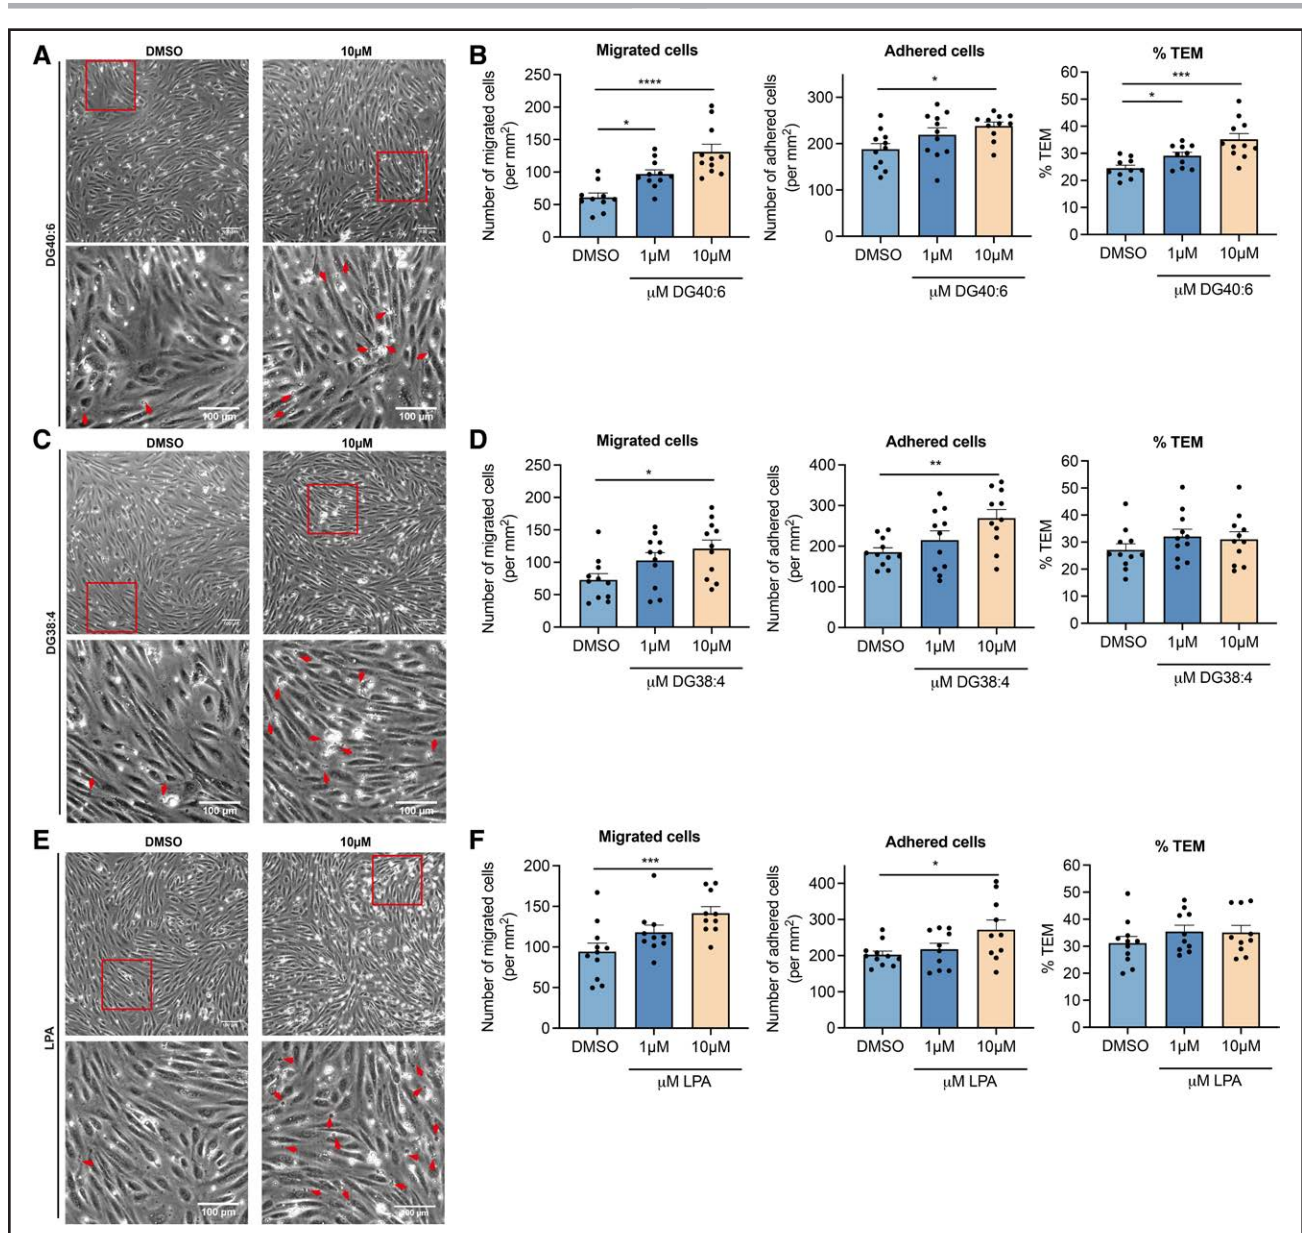 A
DMSO
10µM
DG40:6
100 µm
100 µm
B
Migrated cells
Number of migrated cells
(per mm²)
250
200
150
100
50
0
****
*
DMSO
1µM
10µM
µM DG40:6
Adhered cells
Number of adhered cells
(per mm²)
300
200
100
0
*
DMSO
1µM
10µM
µM DG40:6
% TEM
% TEM
60
50
40
30
20
10
0
***
*
DMSO
1µM
10µM
µM DG40:6
C
DMSO
10µM
DG38:4
100 µm
100 µm
D
Migrated cells
Number of migrated cells
(per mm²)
250
200
150
100
50
0
*
DMSO
1µM
10µM
µM DG38:4
Adhered cells
Number of adhered cells
(per mm²)
400
300
200
100
0
**
DMSO
1µM
10µM
µM DG38:4
% TEM
% TEM
60
50
40
30
20
10
0
DMSO
1µM
10µM
µM DG38:4
E
DMSO
10µM
LPA
100 µm
100 µm
F
Migrated cells
Number of migrated cells
(per mm²)
200
150
100
50
0
***
DMSO
1µM
10µM
µM LPA
Adhered cells
Number of adhered cells
(per mm²)
400
300
200
100
0
*
DMSO
1µM
10µM
µM LPA
% TEM
% TEM
60
50
40
30
20
10
0
DMSO
1µM
10µM
µM LPA